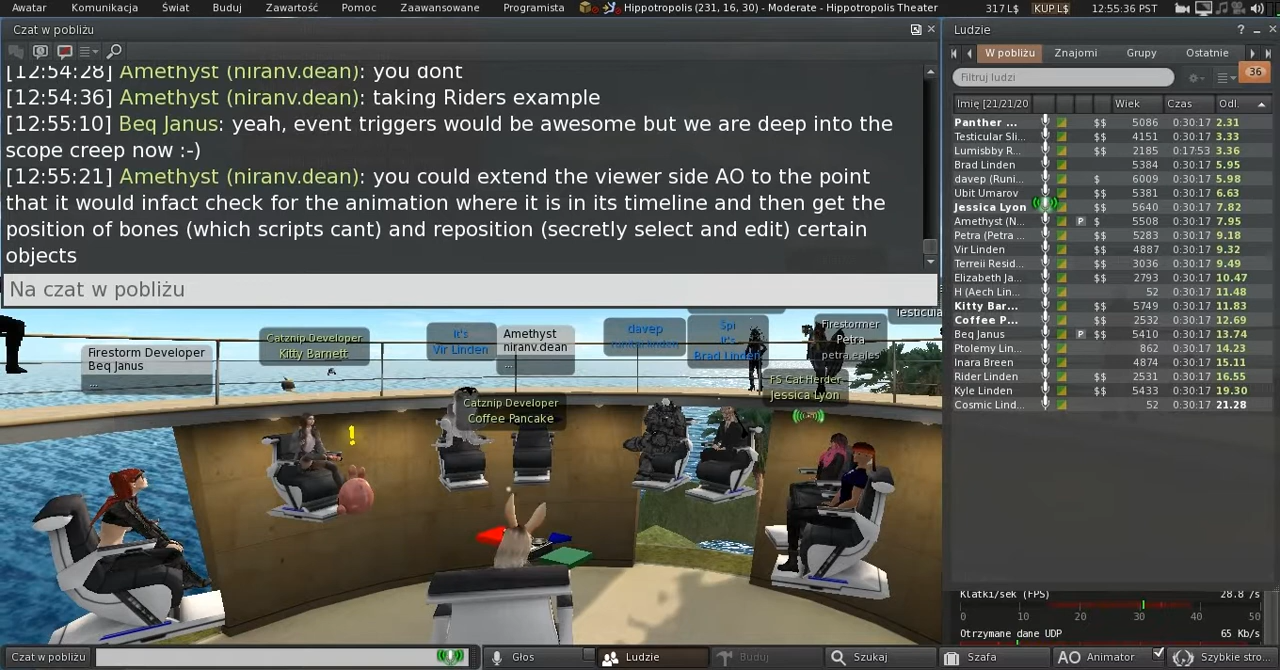 Awatar Komunikacja Świat Buduj Zawartość Pomoc Zaawansowane Programista Hippotropolis (231, 16, 30) - Moderate - Hippotropolis Theater 317 L$ KUP L$ 12:55:36 PST
Czat w pobliżu
[12:54:28] Amethyst (niranv.dean): you dont
[12:54:36] Amethyst (niranv.dean): taking Riders example
[12:55:10] Beq Janus: yeah, event triggers would be awesome but we are deep into the
scope creep now :-)
[12:55:21] Amethyst (niranv.dean): you could extend the viewer side AO to the point
that it would infact check for the animation where it is in its timeline and then get the
position of bones (which scripts cant) and reposition (secretly select and edit) certain
objects
Na czat w pobliżu
Firestorm Developer
Beq Janus
...
Catznip Developer
Kitty Barnett
It's
Vir Linden
Amethyst
niranv.dean
...
davep
Spi
It's
Brad Linden
Firestormer
Petra
petra.eales
Testicula
Catznip Developer
Coffee Pancake
FS Cat Herder
Jessica Lyon
Ludzie
W pobliżu Znajomi Grupy Ostatnie
Filtruj ludzi
36
Imię [21/21/20 Wiek Czas Odl.
Panther ... $$ 5086 0:30:17 2.31
Testicular Sli... $$ 4151 0:30:17 3.33
Lumisbby R... $$ 2185 0:17:53 3.36
Brad Linden 5384 0:30:17 5.95
davep (Runi... $ 6009 0:30:17 5.98
Ubit Umarov $$ 5381 0:30:17 6.63
Jessica Lyon $$ 5640 0:30:17 7.82
Amethyst (N... P $ 5508 0:30:17 7.95
Petra (Petra ... $$ 5283 0:30:17 9.18
Vir Linden $$ 4887 0:30:17 9.32
Terreii Resid... $$ 3036 0:30:17 9.49
Elizabeth Ja... $$ 2793 0:30:17 10.47
H (Aech Lin... 52 0:30:17 11.48
Kitty Bar... $$ 5749 0:30:17 11.83
Coffee P... $$ 2532 0:30:17 12.69
Beq Janus P $$ 5410 0:30:17 13.74
Ptolemy Lin... 862 0:30:17 14.23
Inara Breen 4874 0:30:17 15.11
Rider Linden $$ 2531 0:30:17 16.55
Kyle Linden $$ 5433 0:30:17 19.30
Cosmic Lind... 52 0:30:17 21.28
Klatki/sek (FPS) 28.8 /s
0 10 20 30 40 50
Otrzymane dane UDP 65 Kb/s
Czat w pobliżu Głos Ludzie Buduj Szukaj Szafa AO Animator Szybkie stro...